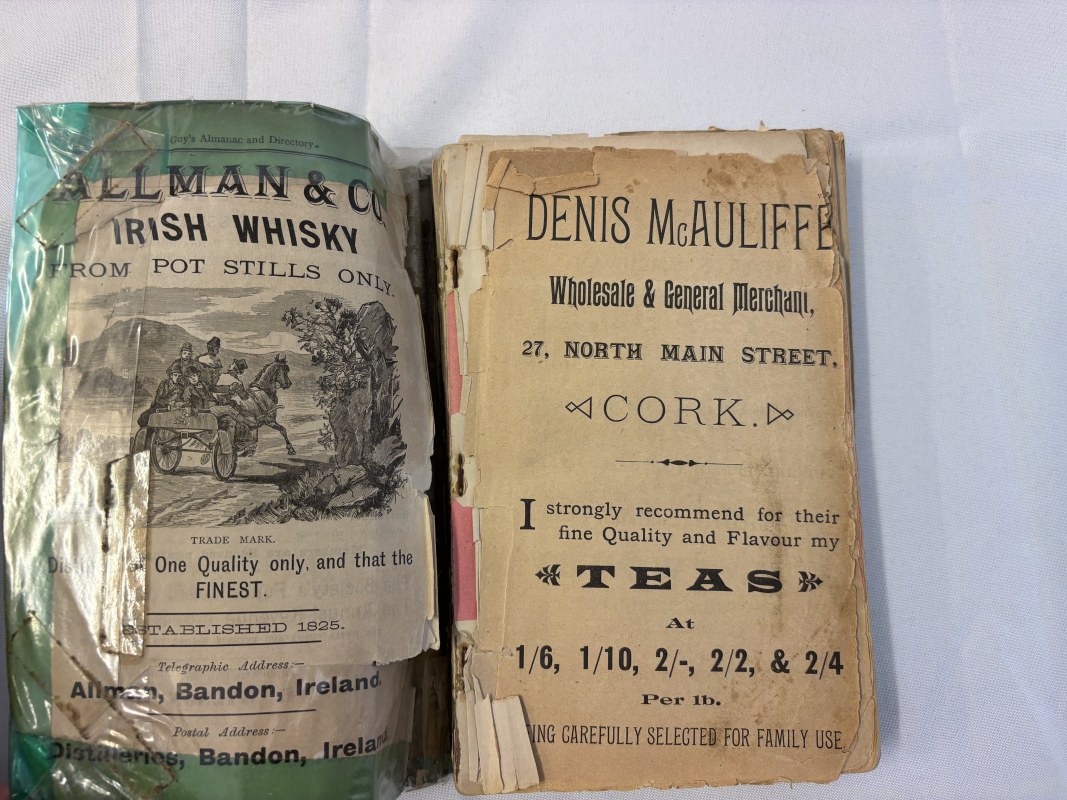 Guy's Almanac and Directory.
ALLMAN & CO
IRISH WHISKY
FROM POT STILLS ONLY.
TRADE MARK.
One Quality only, and that the
FINEST.
ESTABLISHED 1825.
Telegraphic Address:—
Allman, Bandon, Ireland.
Postal Address:—
Distilleries, Bandon, Irela
DENIS McAULIFFE
Wholesale & General Merchant,
27, NORTH MAIN STREET,
CORK.
I strongly recommend for their
fine Quality and Flavour my
TEAS
At
1/6, 1/10, 2/-, 2/2, & 2/4
Per lb.
ING CAREFULLY SELECTED FOR FAMILY USE.